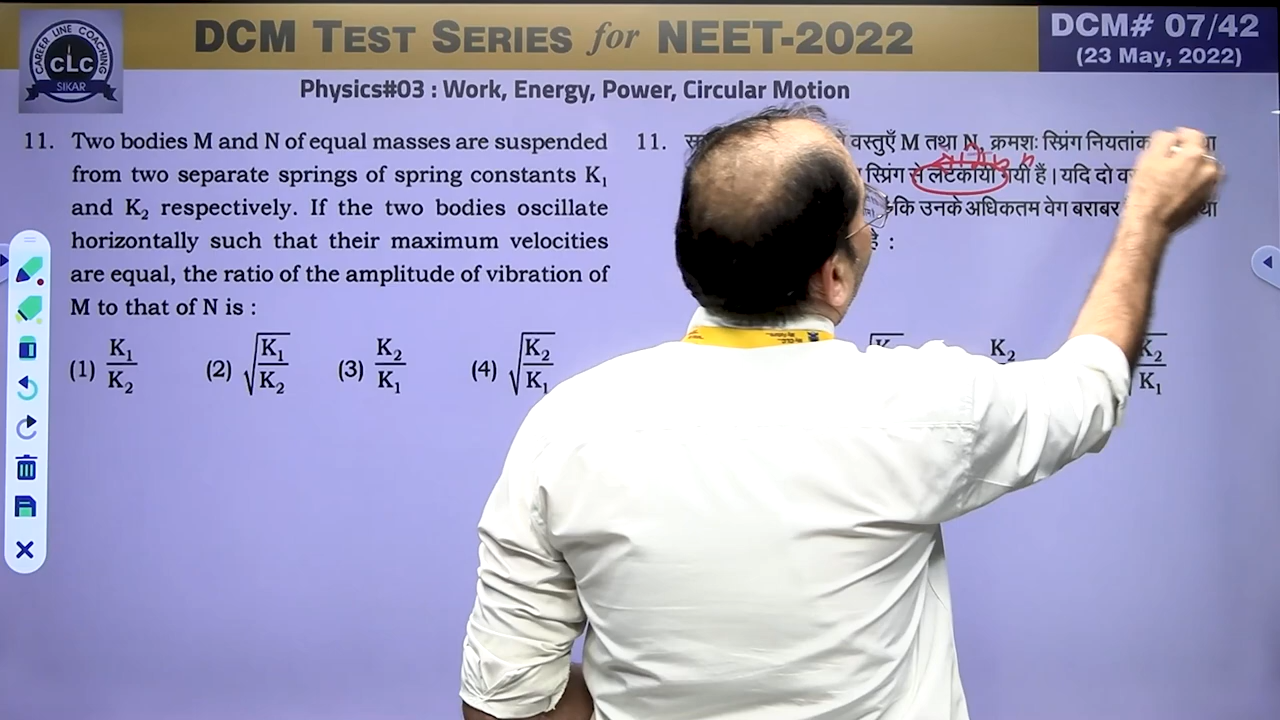 CAREER LINE COACHING
CLC
SIKAR
DCM TEST SERIES for NEET-2022
DCM# 07/42
(23 May, 2022)
Physics#03 : Work, Energy, Power, Circular Motion
11. Two bodies M and N of equal masses are suspended
from two separate springs of spring constants K₁
and K₂ respectively. If the two bodies oscillate
horizontally such that their maximum velocities
are equal, the ratio of the amplitude of vibration of
M to that of N is :
(1) K₁/K₂ (2) √(K₁/K₂) (3) K₂/K₁ (4) √(K₂/K₁)
11. वस्तुएँ M तथा N, क्रमशः स्प्रिंग नियतांक
स्प्रिंग से लटकाया गया हैं। यदि दो
उनके अधिकतम वेग बराबर
है :
K₂
K₂/K₁